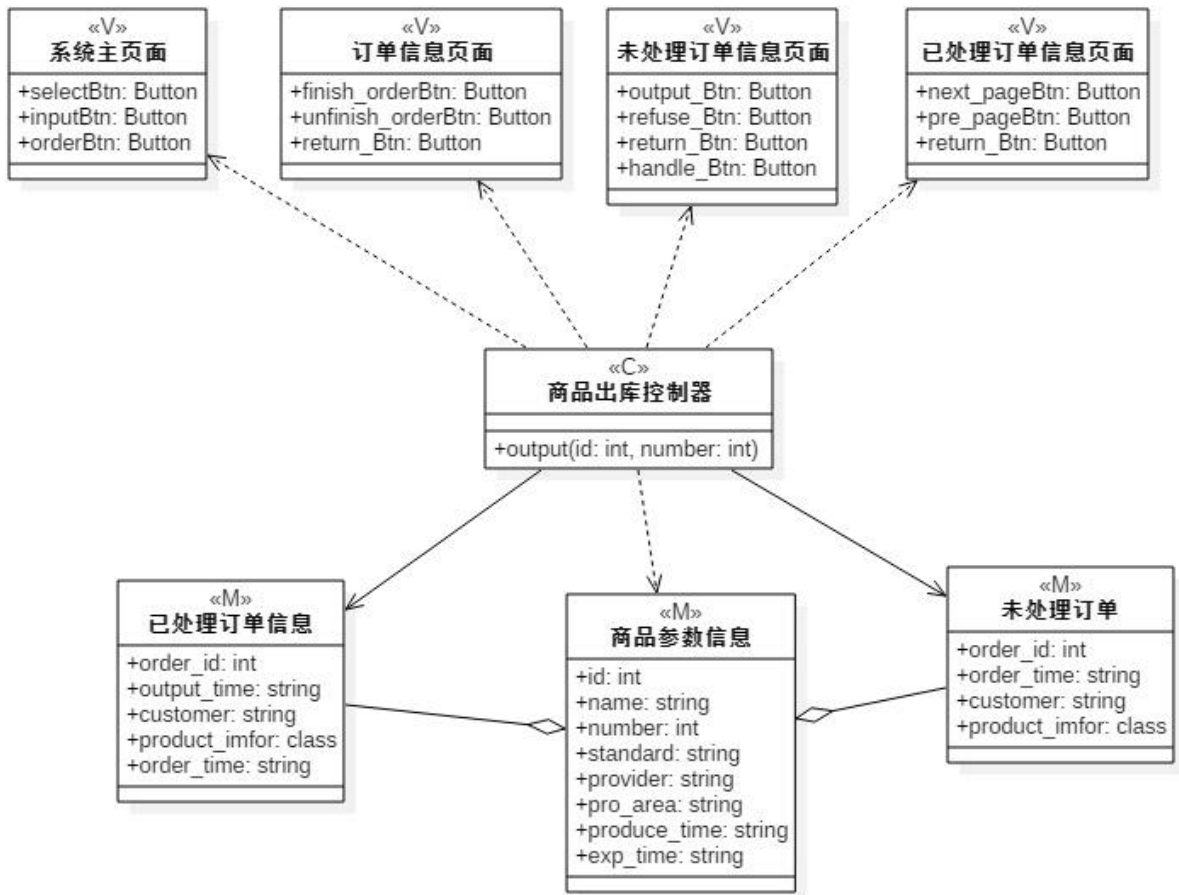 «V»
系统主页面
+selectBtn: Button
+inputBtn: Button
+orderBtn: Button
«V»
订单信息页面
+finish_orderBtn: Button
+unfinish_orderBtn: Button
+return_Btn: Button
«V»
未处理订单信息页面
+output_Btn: Button
+refuse_Btn: Button
+return_Btn: Button
+handle_Btn: Button
«V»
已处理订单信息页面
+next_pageBtn: Button
+pre_pageBtn: Button
+return_Btn: Button
«C»
商品出库控制器
+output(id: int, number: int)
«M»
已处理订单信息
+order_id: int
+output_time: string
+customer: string
+product_imfor: class
+order_time: string
«M»
商品参数信息
+id: int
+name: string
+number: int
+standard: string
+provider: string
+pro_area: string
+produce_time: string
+exp_time: string
«M»
未处理订单
+order_id: int
+order_time: string
+customer: string
+product_imfor: class